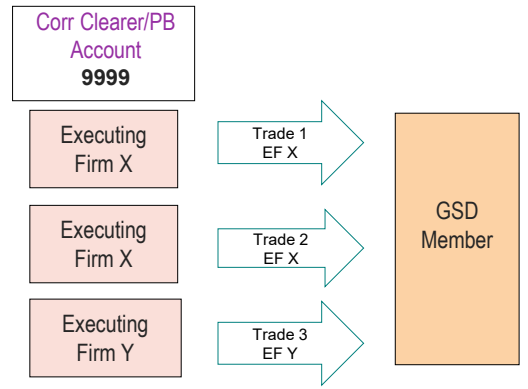 Corr Clearer/PB
Account
9999
Executing
Firm X
Trade 1
EF X
Executing
Firm X
Trade 2
EF X
Executing
Firm Y
Trade 3
EF Y
GSD
Member